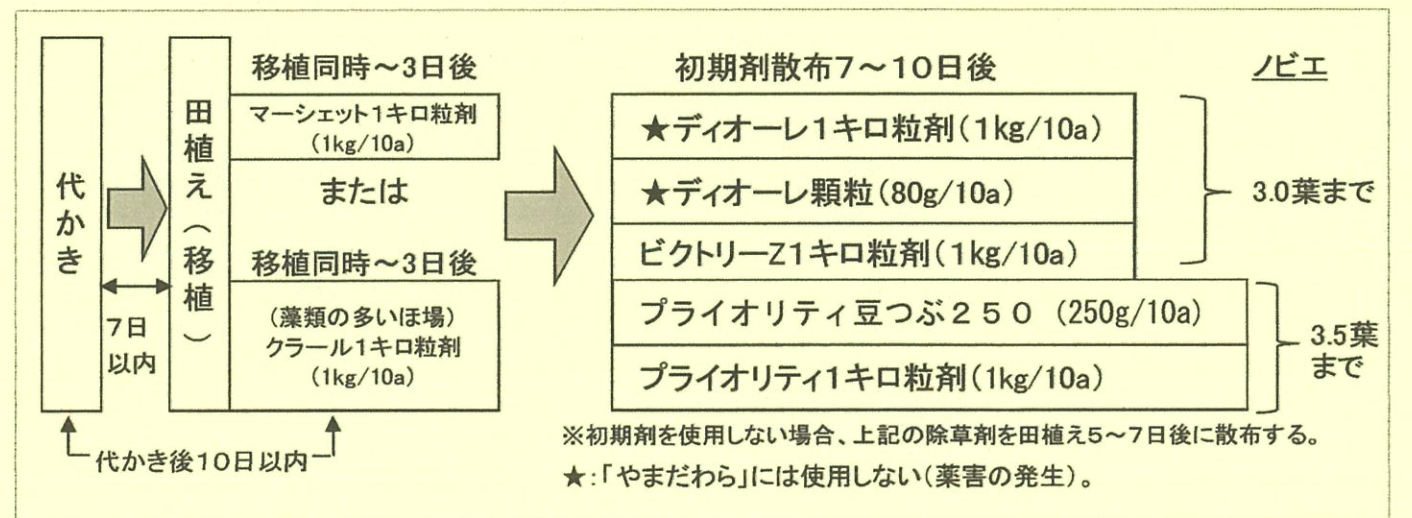 代かき
7日
以内
田植え（移植）
移植同時～3日後
マーシェット1キロ粒剤
(1kg/10a)
または
移植同時～3日後
(藻類の多いほ場)
クラール1キロ粒剤
(1kg/10a)
代かき後10日以内
初期剤散布7～10日後
★ディオーレ1キロ粒剤(1kg/10a)
★ディオーレ顆粒(80g/10a)
ビクトリーZ1キロ粒剤(1kg/10a)
プライオリティ豆つぶ250 (250g/10a)
プライオリティ1キロ粒剤(1kg/10a)
ノビエ
3.0葉まで
3.5葉
まで
※初期剤を使用しない場合、上記の除草剤を田植え5～7日後に散布する。
★:「やまだわら」には使用しない(薬害の発生)。